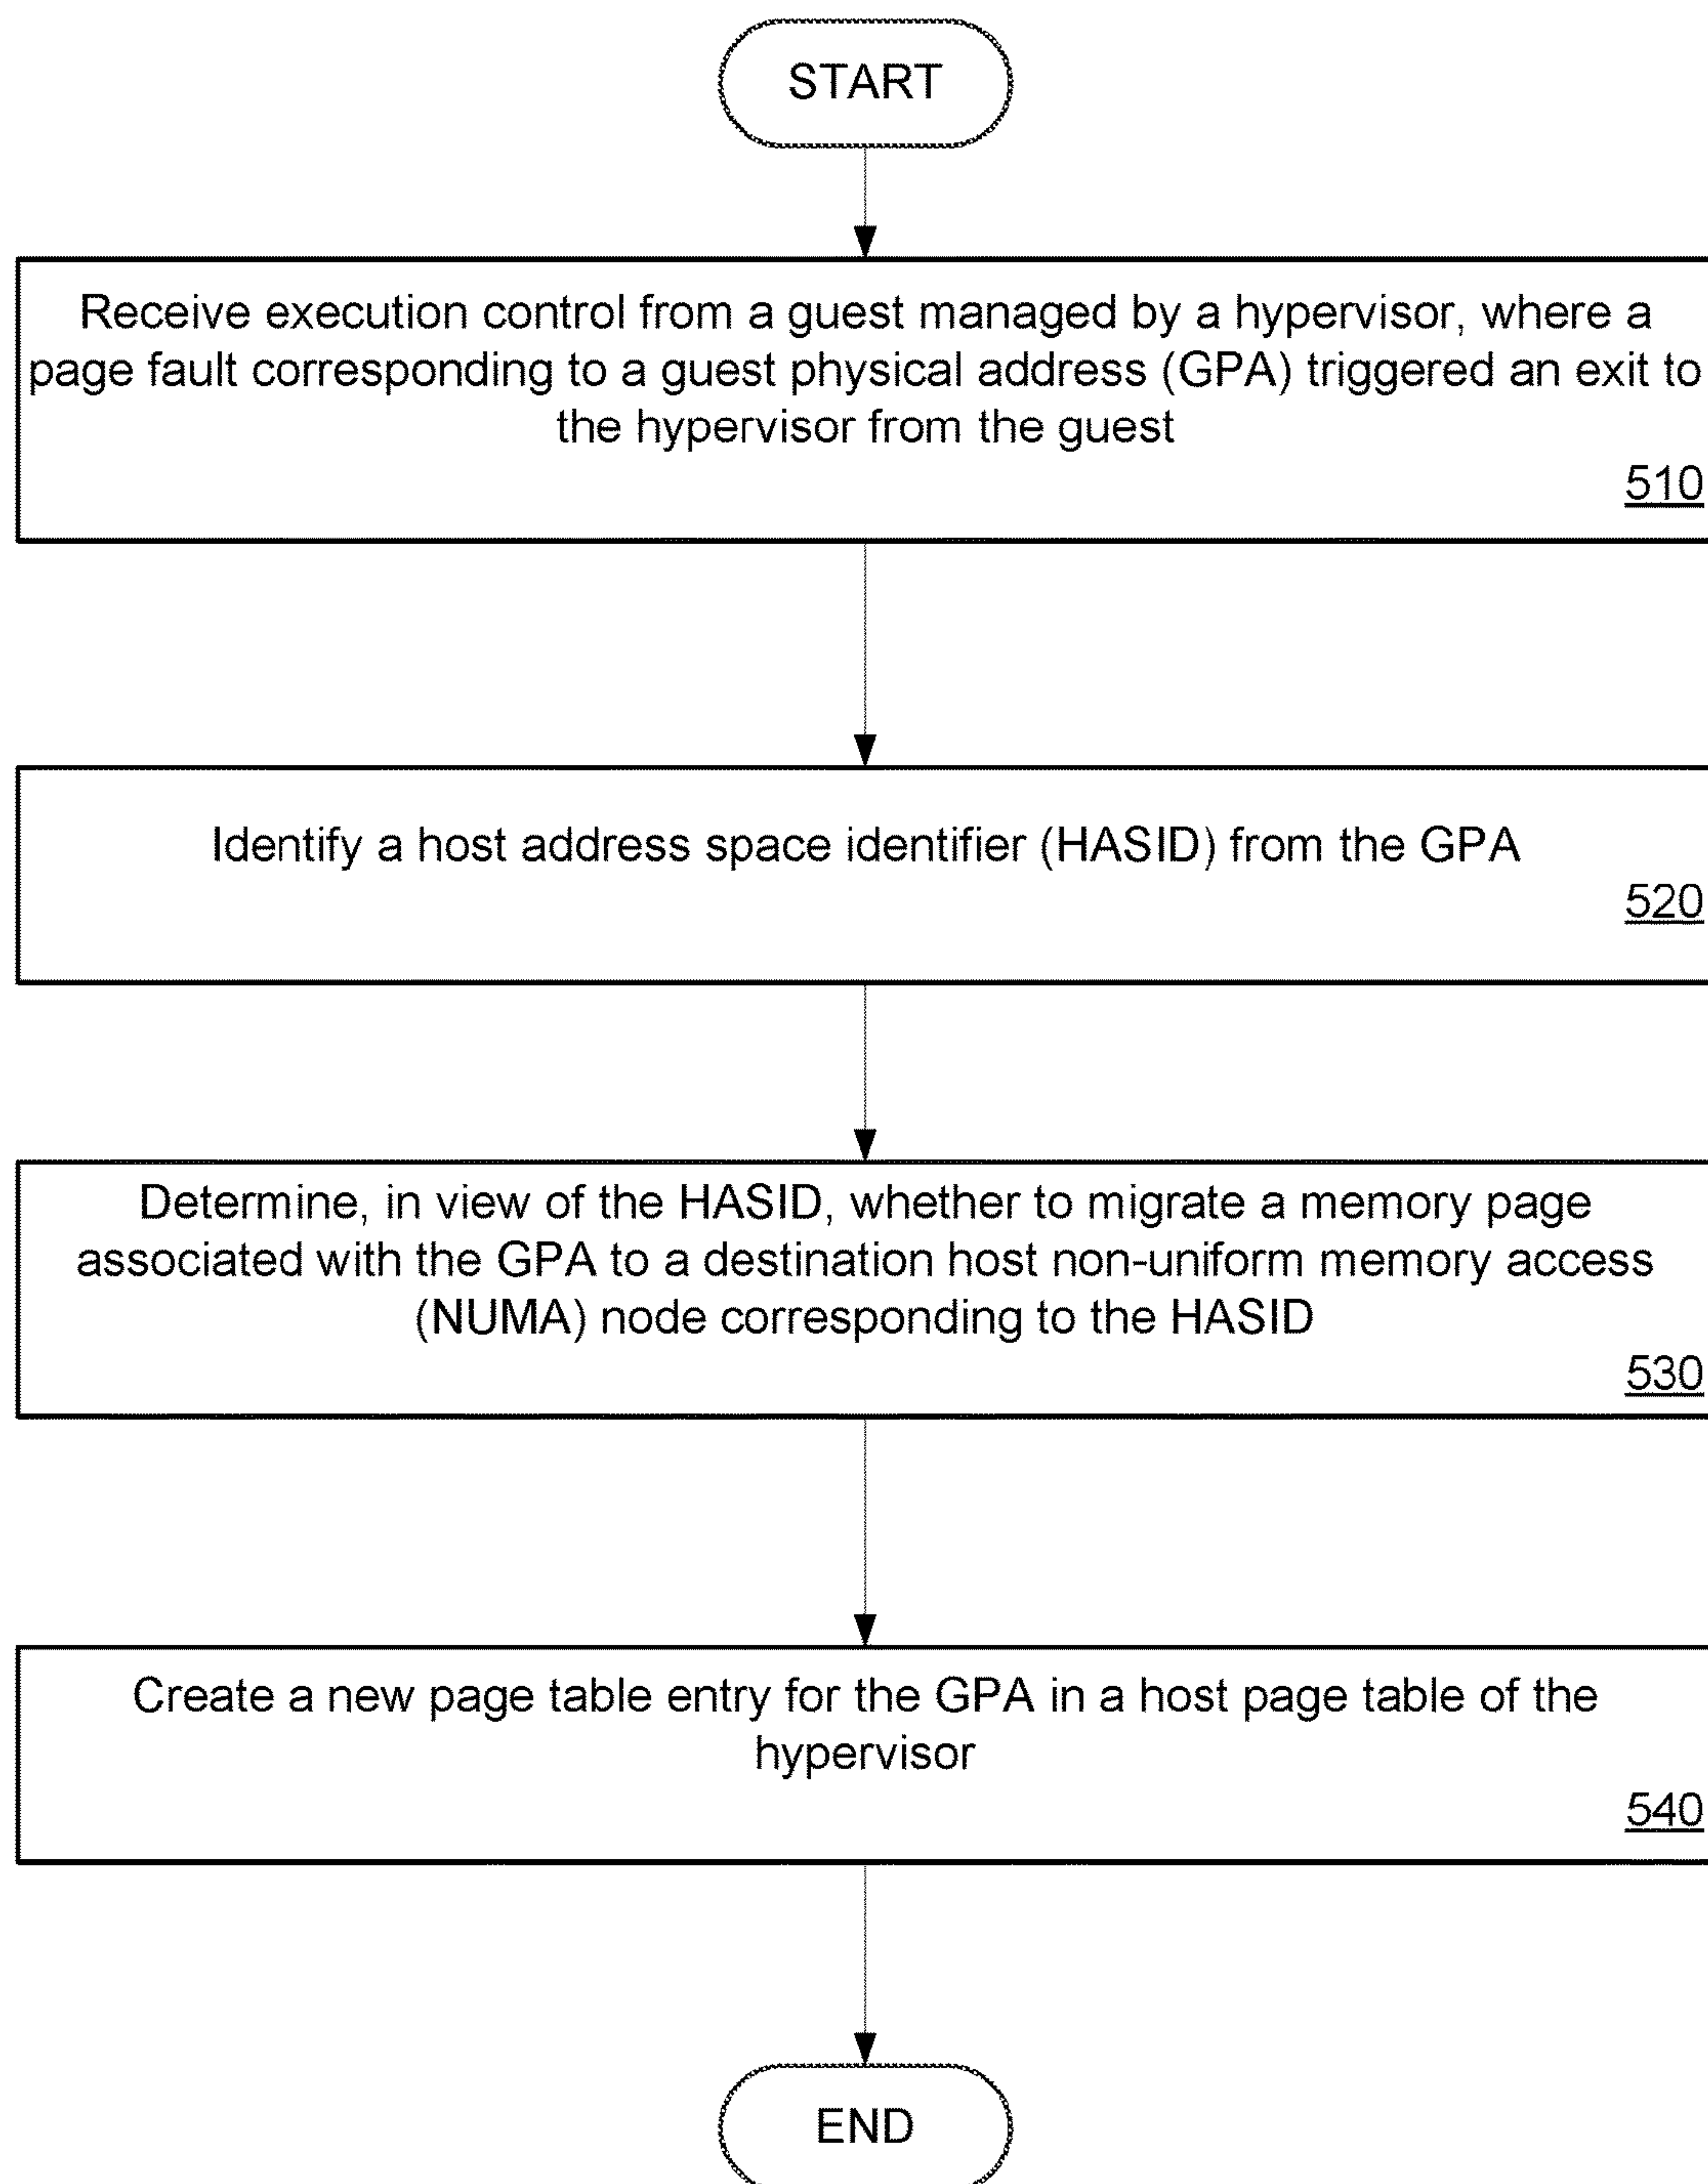 START
Receive execution control from a guest managed by a hypervisor, where a
page fault corresponding to a guest physical address (GPA) triggered an exit to
the hypervisor from the guest
510
Identify a host address space identifier (HASID) from the GPA
520
Determine, in view of the HASID, whether to migrate a memory page
associated with the GPA to a destination host non-uniform memory access
(NUMA) node corresponding to the HASID
530
Create a new page table entry for the GPA in a host page table of the
hypervisor
540
END